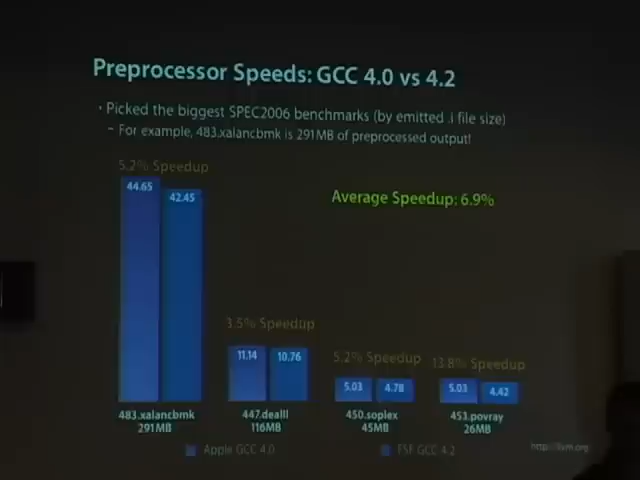 Preprocessor Speeds: GCC 4.0 vs 4.2
· Picked the biggest SPEC2006 benchmarks (by emitted .i file size)
– For example, 483.xalancbmk is 291MB of preprocessed output!
5.2% Speedup
44.65
42.45
Average Speedup: 6.9%
3.5% Speedup
11.14
10.76
5.2% Speedup
5.03
4.78
13.8% Speedup
5.03
4.42
483.xalancbmk
291MB
447.dealII
116MB
450.soplex
45MB
453.povray
26MB
Apple GCC 4.0
FSF GCC 4.2
http://llvm.org